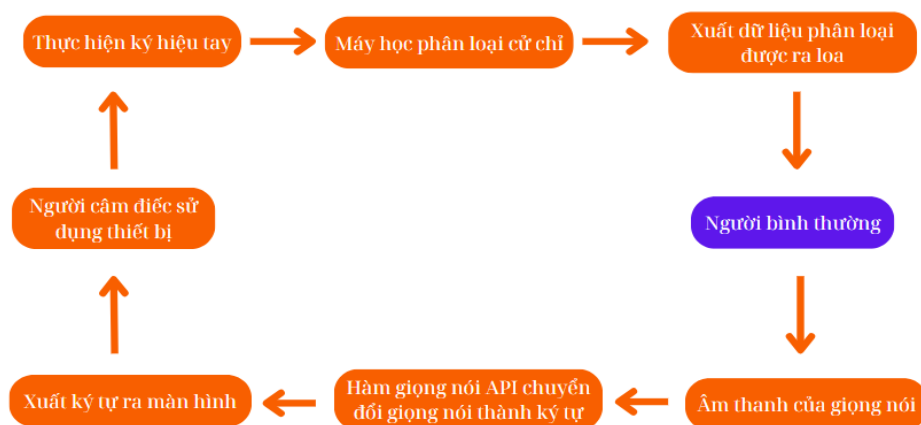 Thực hiện ký hiệu tay
Máy học phân loại cử chỉ
Xuất dữ liệu phân loại
được ra loa
Người câm điếc sử
dụng thiết bị
Người bình thường
Xuất ký tự ra màn hình
Hàm giọng nói API chuyển
đổi giọng nói thành ký tự
Âm thanh của giọng nói